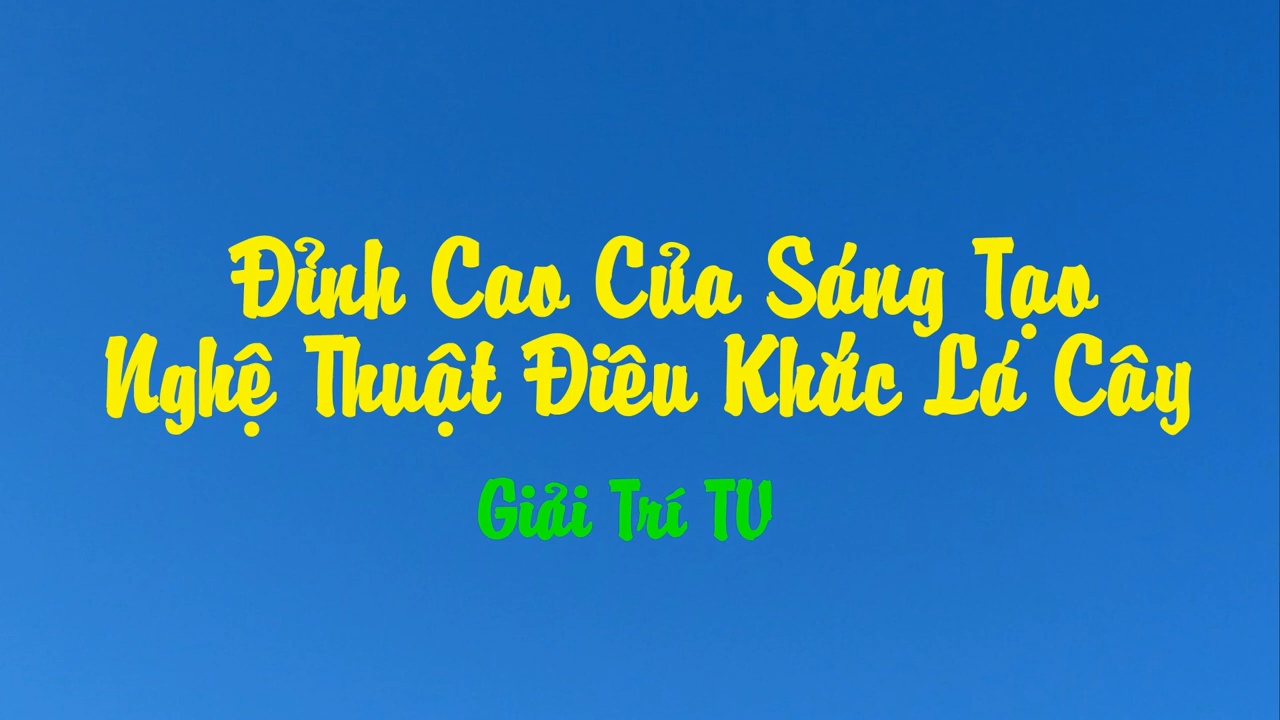 Đỉnh Cao Của Sáng Tạo
Nghệ Thuật Điêu Khắc Lá Cây
Giải Trí TV